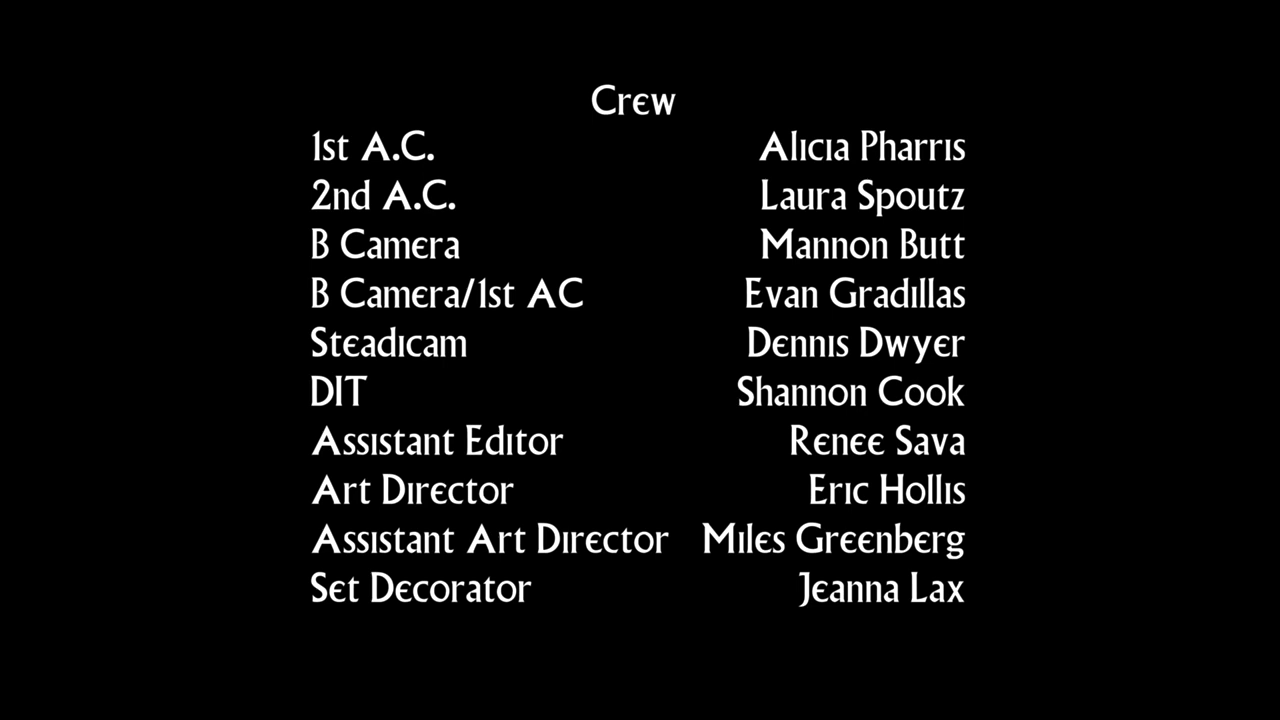 Crew
1st A.C. Alicia Pharris
2nd A.C. Laura Spoutz
B Camera Mannon Butt
B Camera/1st AC Evan Gradillas
Steadicam Dennis Dwyer
DIT Shannon Cook
Assistant Editor Renee Sava
Art Director Eric Hollis
Assistant Art Director Miles Greenberg
Set Decorator Jeanna Lax